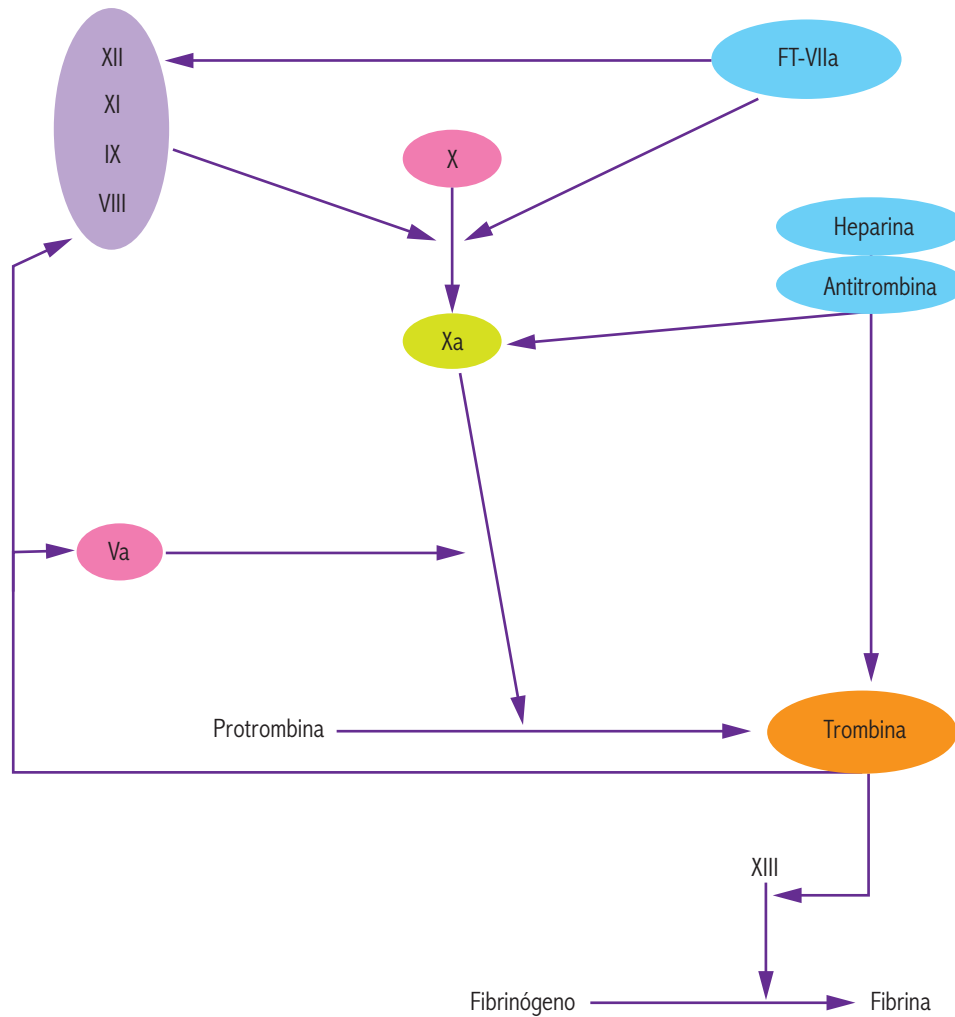 XII
XI
IX
VIII
FT-VIIa
X
Heparina
Antitrombina
Xa
Va
Protrombina
Trombina
XIII
Fibrinógeno
Fibrina